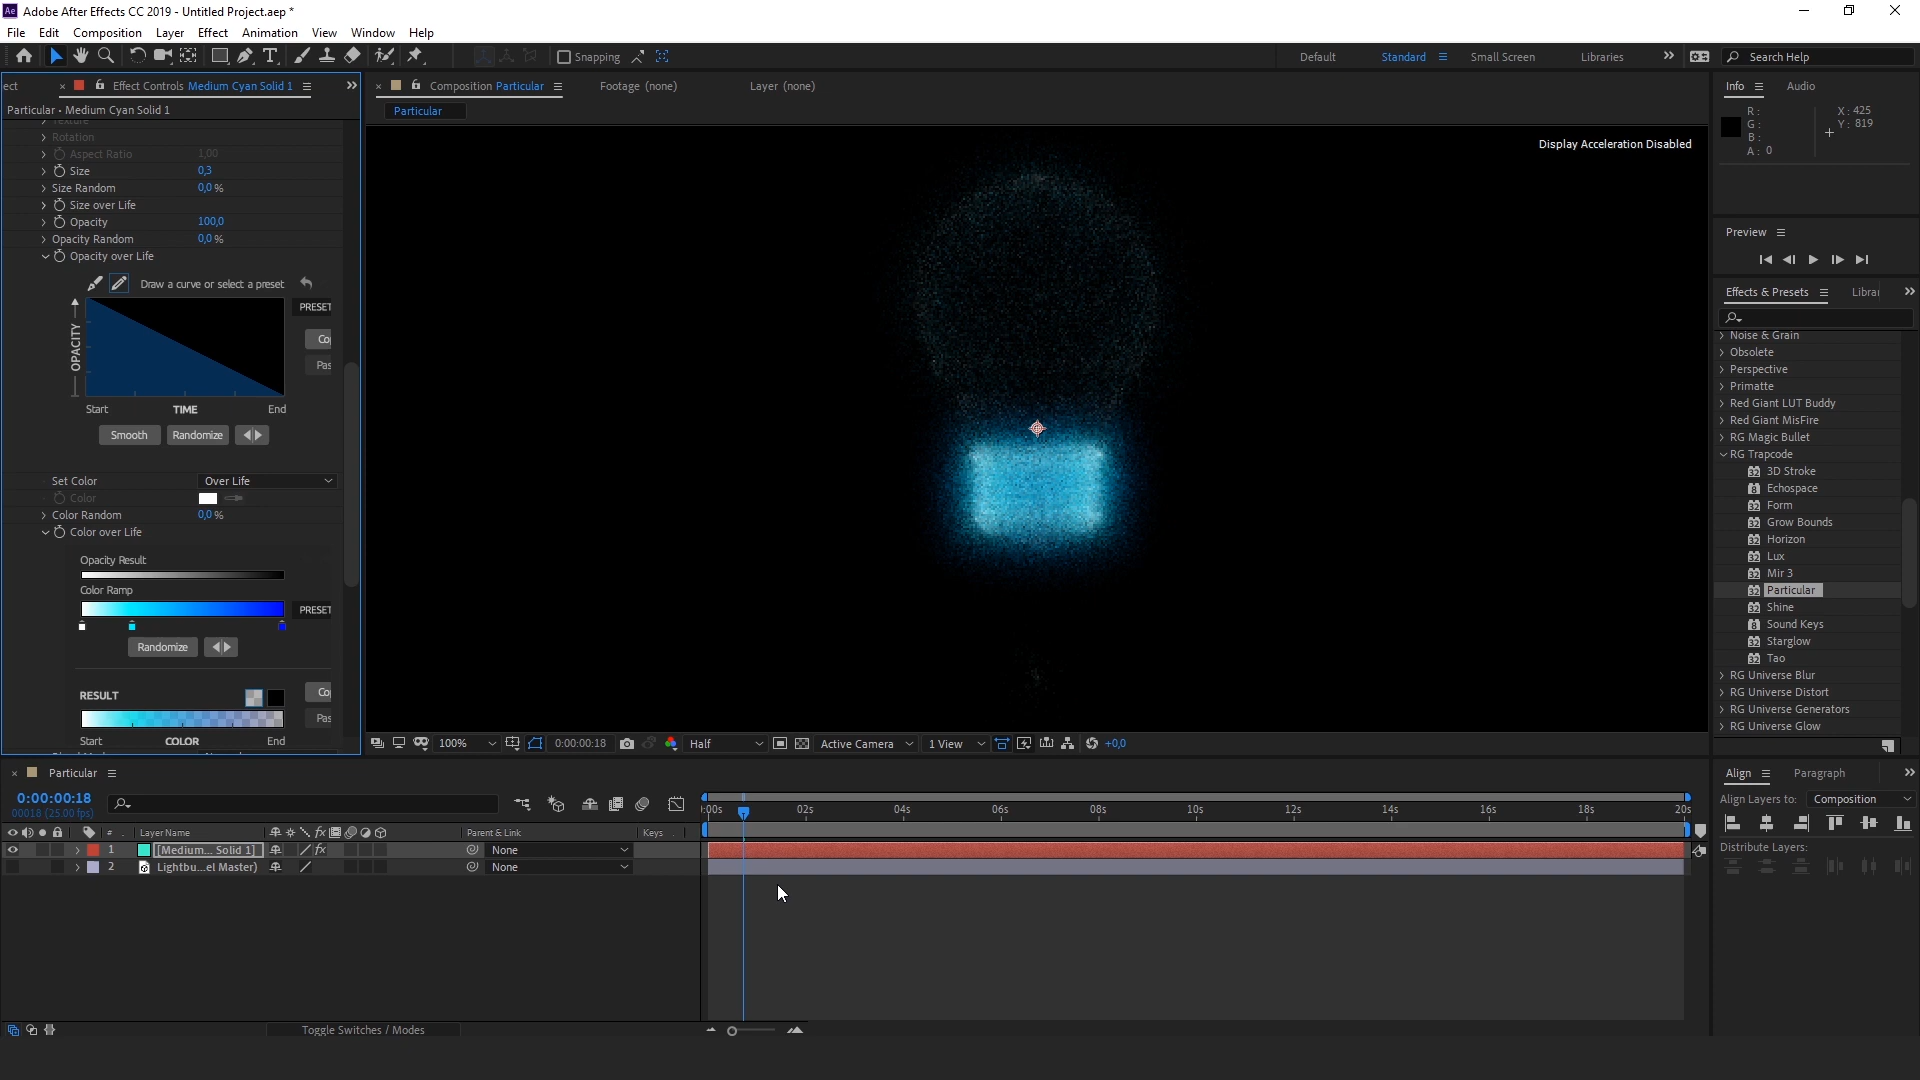 Adobe After Effects CC 2019 - Untitled Project.aep *
File Edit Composition Layer Effect Animation View Window Help
Snapping
Default Standard Small Screen Libraries
Search Help
ect
Effect Controls Medium Cyan Solid 1
Composition Particular
Footage (none)
Layer (none)
Info
Audio
Particular • Medium Cyan Solid 1
Particular
R:
G:
B:
A: 0
X: 425
Y: 819
Texture
Rotation
Aspect Ratio 1,00
Size 0,3
Size Random 0,0 %
Size over Life
Opacity 100,0
Opacity Random 0,0 %
Opacity over Life
Draw a curve or select a preset
PRESET
Co
Pas
OPACITY
Start TIME End
Smooth Randomize
Set Color Over Life
Color
Color Random 0,0 %
Color over Life
Opacity Result
Color Ramp
PRESET
Randomize
RESULT
Co
Pas
Start COLOR End
Display Acceleration Disabled
100%
0:00:00:18
Half
Active Camera
1 View
+0,0
Preview
Effects & Presets
Librar
Noise & Grain
Obsolete
Perspective
Primatte
Red Giant LUT Buddy
Red Giant MisFire
RG Magic Bullet
RG Trapcode
3D Stroke
Echospace
Form
Grow Bounds
Horizon
Lux
Mir 3
Particular
Shine
Sound Keys
Starglow
Tao
RG Universe Blur
RG Universe Distort
RG Universe Generators
RG Universe Glow
Particular
0:00:00:18
00018 (25.00 fps)
:00s 02s 04s 06s 08s 10s 12s 14s 16s 18s 20s
# Layer Name
Parent & Link
Keys
1 [Medium... Solid 1] None
2 Lightbu...el Master) None
Toggle Switches / Modes
Align
Paragraph
Align Layers to: Composition
Distribute Layers: